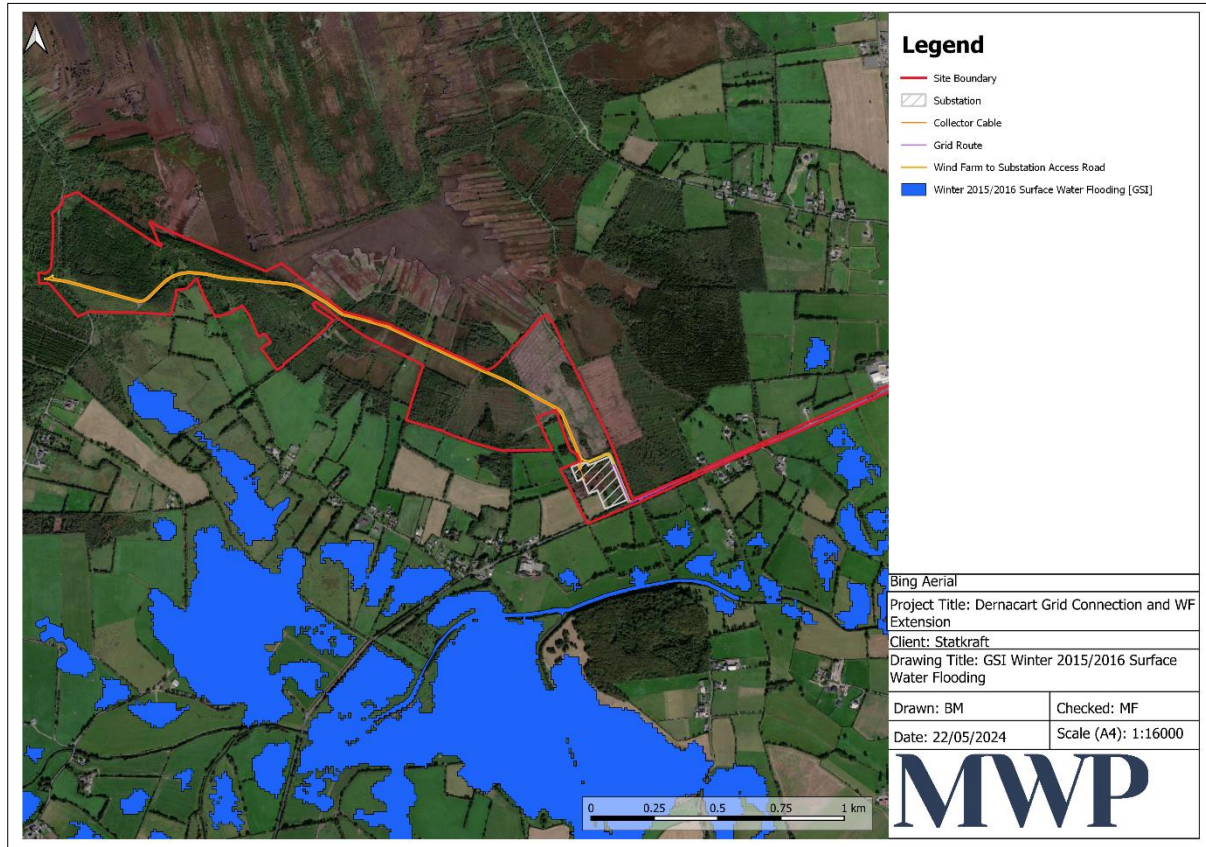 Legend
Site Boundary
Substation
Collector Cable
Grid Route
Wind Farm to Substation Access Road
Winter 2015/2016 Surface Water Flooding [GSI]
Bing Aerial
Project Title: Dernacart Grid Connection and WF
Extension
Client: Statkraft
Drawing Title: GSI Winter 2015/2016 Surface
Water Flooding
Drawn: BM
Checked: MF
Date: 22/05/2024
Scale (A4): 1:16000
MWP
0 0.25 0.5 0.75 1 km